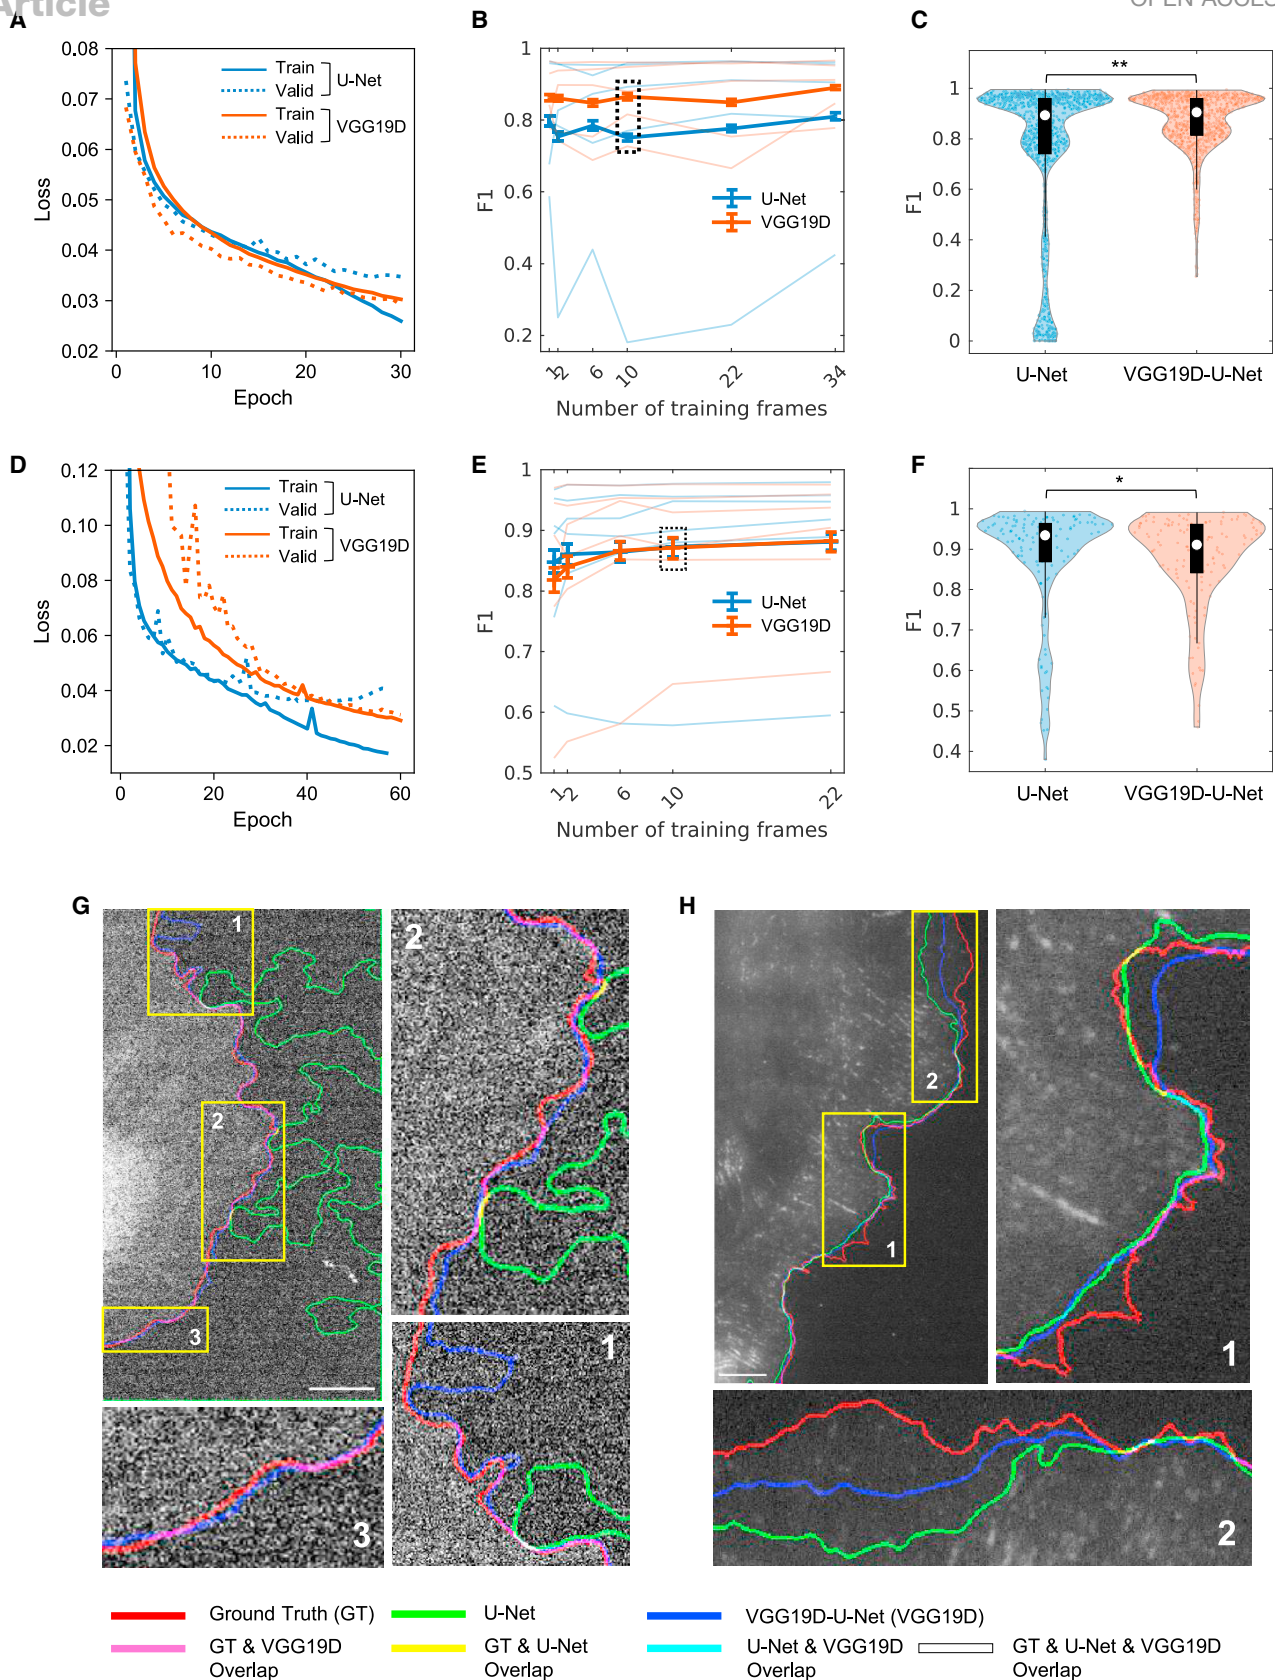 Article
OPEN ACCESS
A
0.08
0.07
0.06
0.05
0.04
0.03
0.02
Loss
0 10 20 30
Epoch
Train
Valid
U-Net
Train
Valid
VGG19D
B
1
0.8
0.6
0.4
0.2
F1
1 2 6 10 22 34
Number of training frames
U-Net
VGG19D
C
**
1
0.8
0.6
0.4
0.2
0
F1
U-Net VGG19D-U-Net
D
0.12
0.10
0.08
0.06
0.04
0.02
Loss
0 20 40 60
Epoch
Train
Valid
U-Net
Train
Valid
VGG19D
E
1
0.9
0.8
0.7
0.6
0.5
F1
1 2 6 10 22
Number of training frames
U-Net
VGG19D
F
*
1
0.9
0.8
0.7
0.6
0.5
0.4
F1
U-Net VGG19D-U-Net
G
1
2
3
2
1
3
H
2
1
1
2
Ground Truth (GT)
U-Net
VGG19D-U-Net (VGG19D)
GT & VGG19D
Overlap
GT & U-Net
Overlap
U-Net & VGG19D
Overlap
GT & U-Net & VGG19D
Overlap